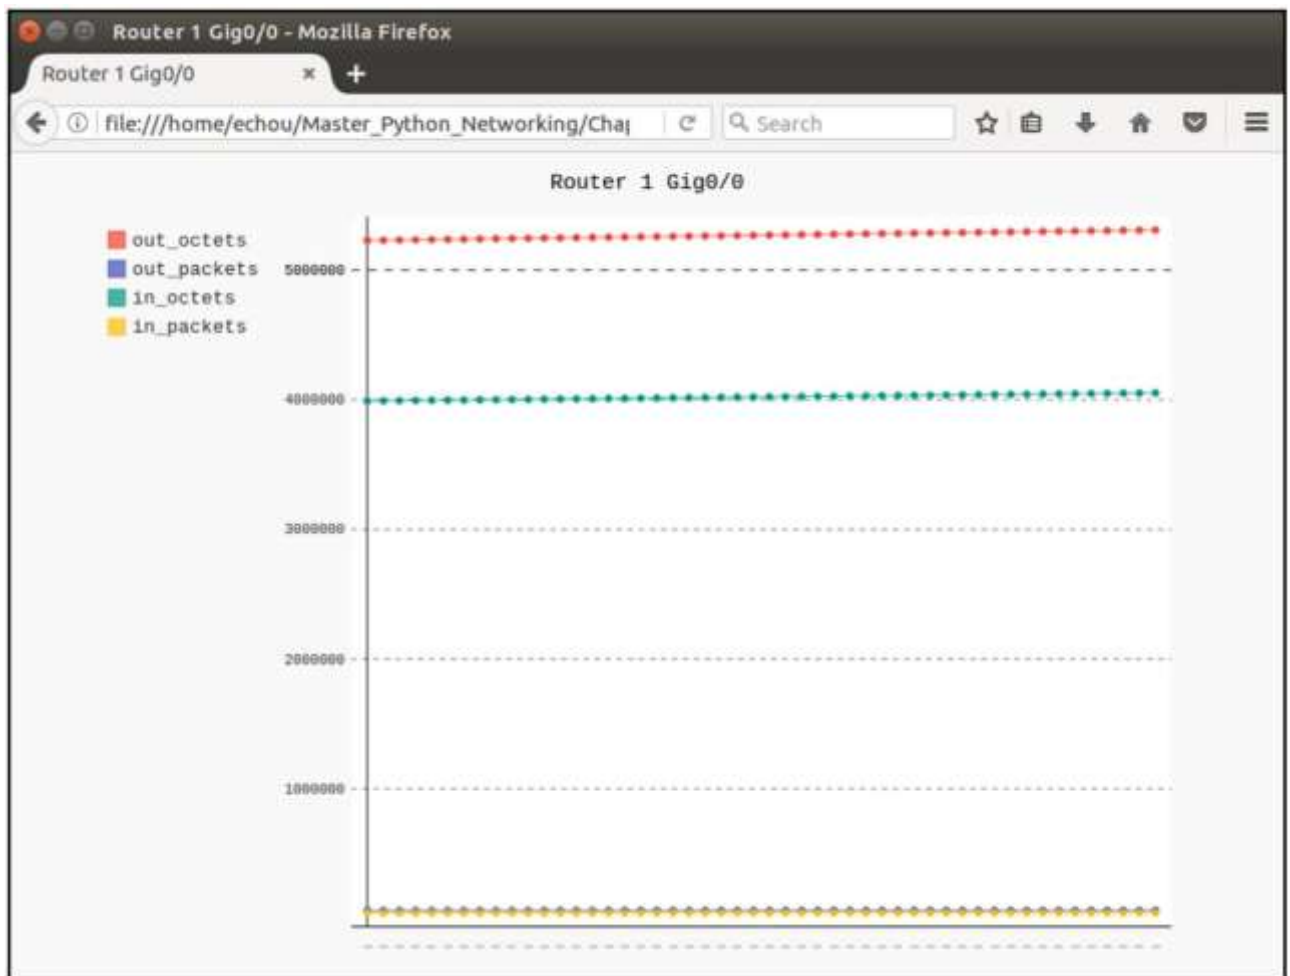 Router 1 Gig0/0 - Mozilla Firefox
Router 1 Gig0/0
file:///home/echou/Master_Python_Networking/Chap
Search
Router 1 Gig0/0
out_octets
out_packets
in_octets
in_packets
5000000
4000000
3000000
2000000
1000000